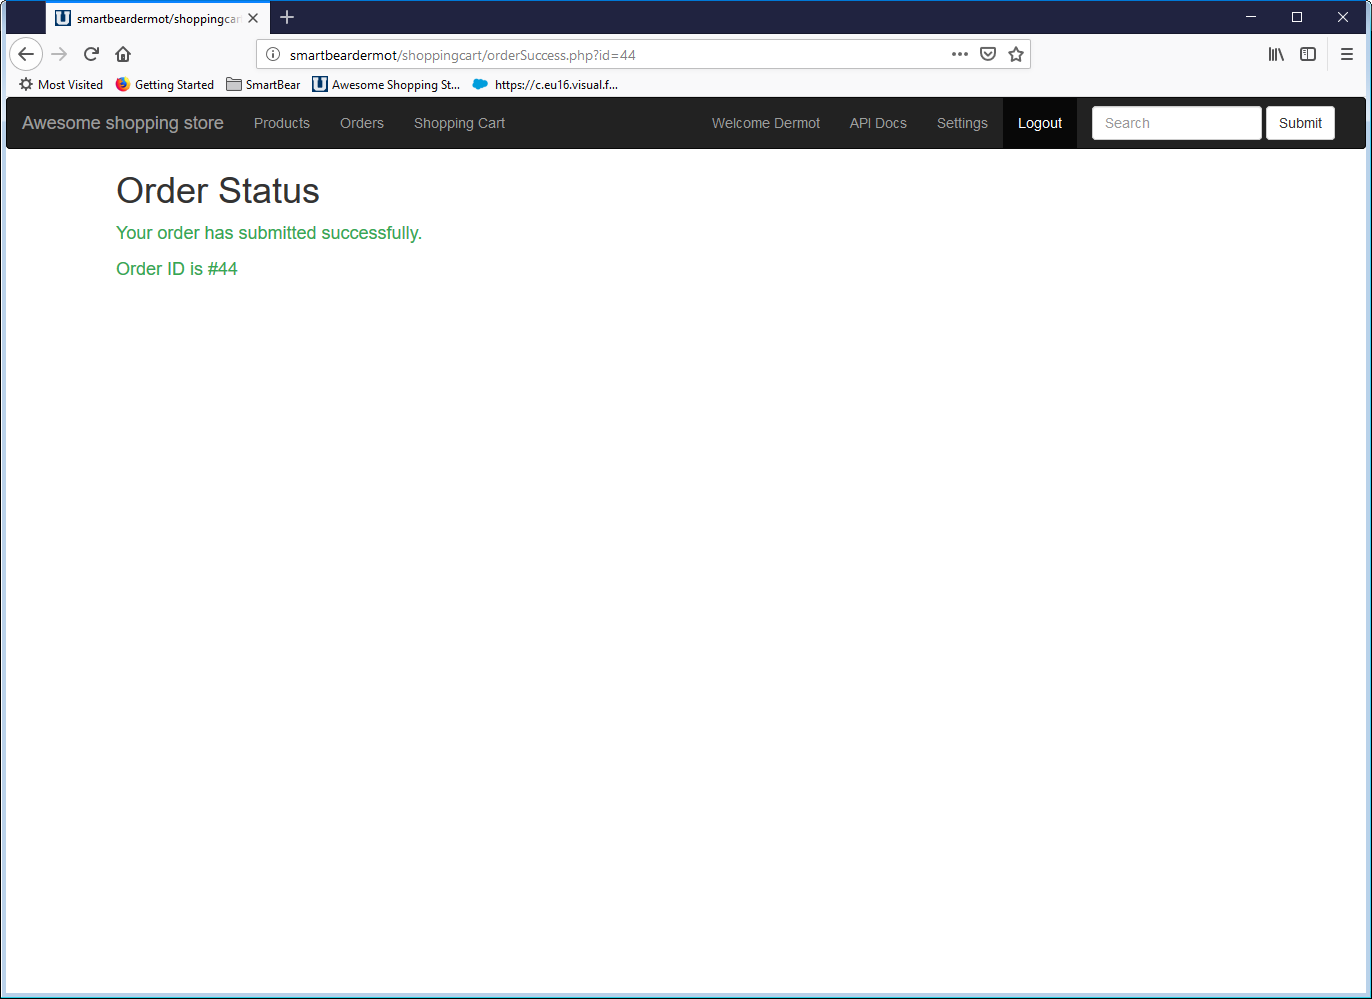 smartbeardermot/shoppingcar
smartbeardermot/shoppingcart/orderSuccess.php?id=44
Most Visited Getting Started SmartBear Awesome Shopping St... https://c.eu16.visual.f...
Awesome shopping store Products Orders Shopping Cart Welcome Dermot API Docs Settings Logout Search Submit
Order Status
Your order has submitted successfully.
Order ID is #44